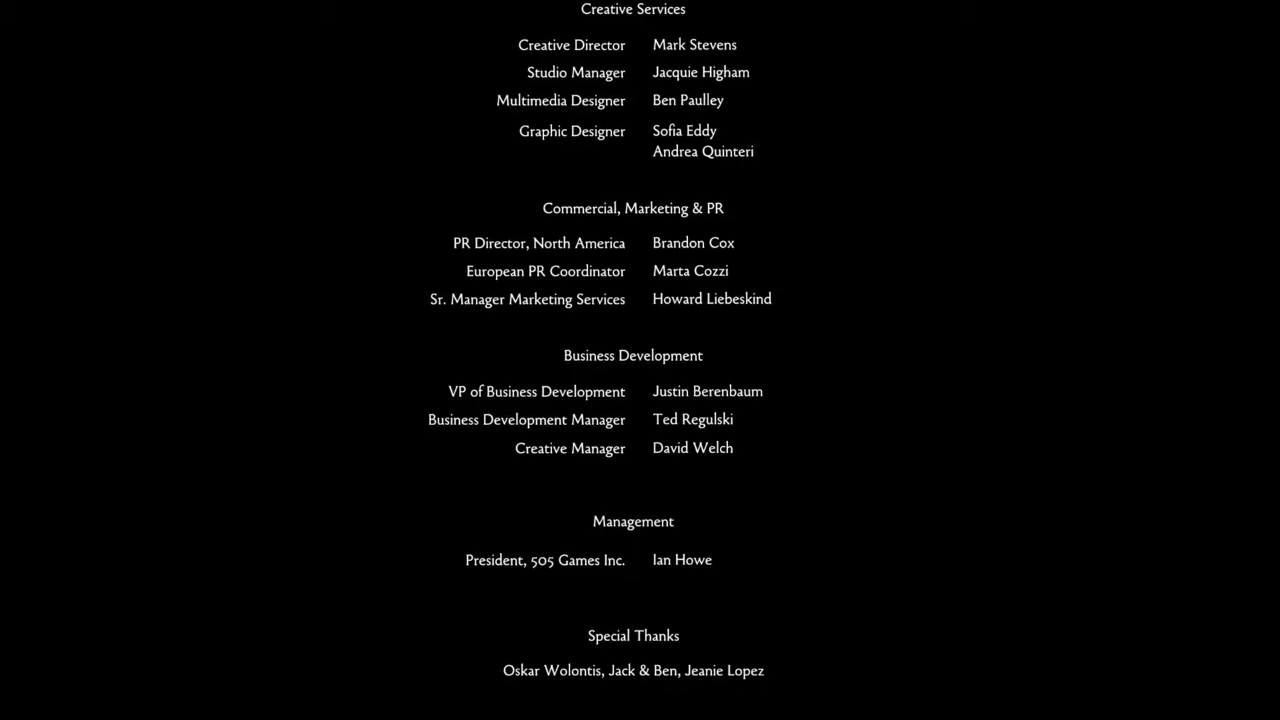 Creative Services
Creative Director Mark Stevens
Studio Manager Jacquie Higham
Multimedia Designer Ben Paulley
Graphic Designer Sofia Eddy
Andrea Quinteri
Commercial, Marketing & PR
PR Director, North America Brandon Cox
European PR Coordinator Marta Cozzi
Sr. Manager Marketing Services Howard Liebeskind
Business Development
VP of Business Development Justin Berenbaum
Business Development Manager Ted Regulski
Creative Manager David Welch
Management
President, 505 Games Inc. Ian Howe
Special Thanks
Oskar Wolontis, Jack & Ben, Jeanie Lopez